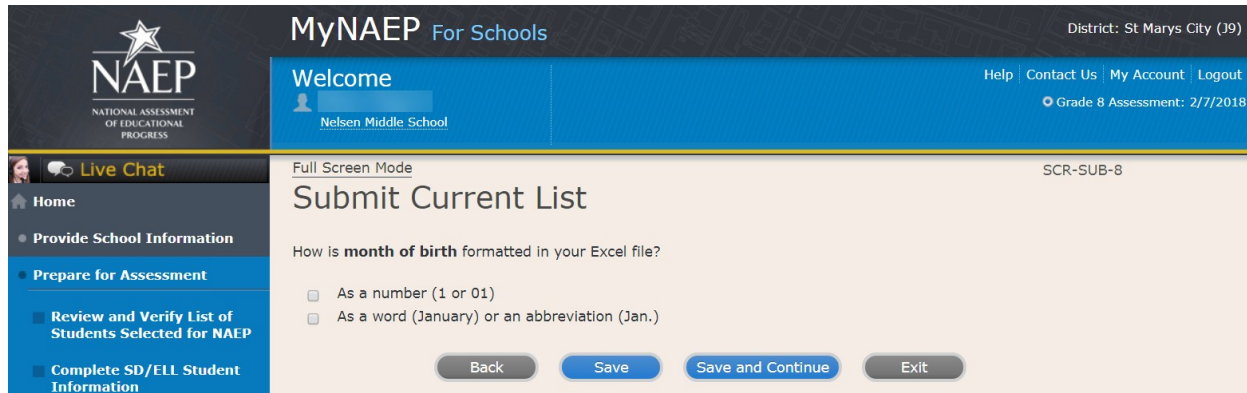 NAEP
NATIONAL ASSESSMENT
OF EDUCATIONAL
PROGRESS
MyNAEP For Schools
District: St Marys City (J9)
Welcome
Nelsen Middle School
Help Contact Us My Account Logout
Grade 8 Assessment: 2/7/2018
Live Chat
Home
Provide School Information
Prepare for Assessment
Review and Verify List of
Students Selected for NAEP
Complete SD/ELL Student
Information
Full Screen Mode
SCR-SUB-8
Submit Current List
How is month of birth formatted in your Excel file?
As a number (1 or 01)
As a word (January) or an abbreviation (Jan.)
Back Save Save and Continue Exit